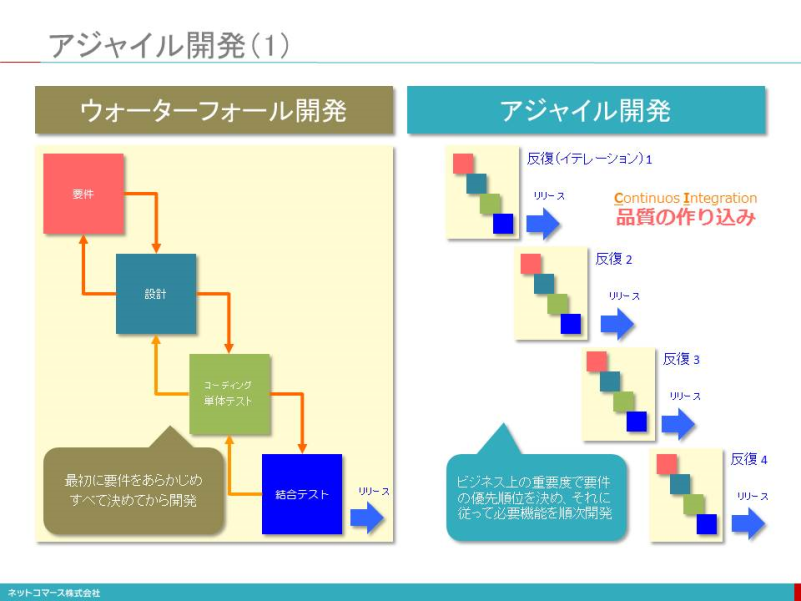 アジャイル開発（1）
ウォーターフォール開発
要件
設計
コーディング
単体テスト
結合テスト
リリース
最初に要件をあらかじめ
すべて決めてから開発
アジャイル開発
反復（イテレーション）1
リリース
Continuos Integration
品質の作り込み
反復 2
リリース
反復 3
リリース
反復 4
リリース
ビジネス上の重要度で要件
の優先順位を決め、それに
従って必要機能を順次開発
ネットコマース株式会社